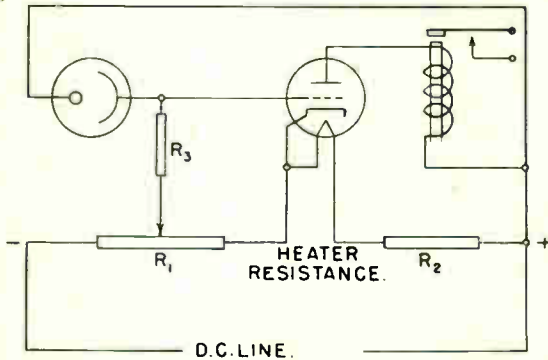 R3
− +
R1
HEATER
RESISTANCE.
R2
D.C.LINE.